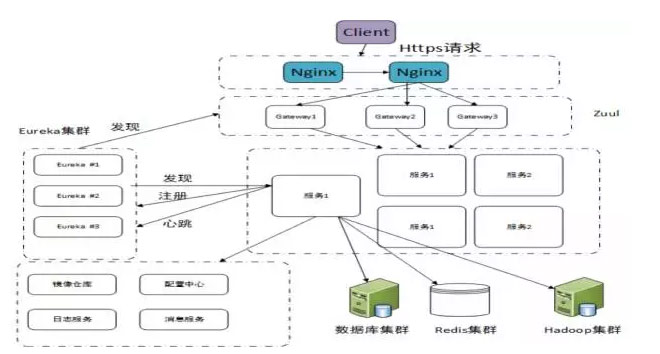 Client
Https请求
Nginx
Nginx
Gateway1
Gateway2
Gateway3
Zuul
Eureka集群
发现
Eureka #1
Eureka #2
Eureka #3
发现
注册
心跳
服务1
服务1
服务2
服务1
服务2
镜像仓库
配置中心
日志服务
消息服务
数据库集群
Redis集群
Hadoop集群